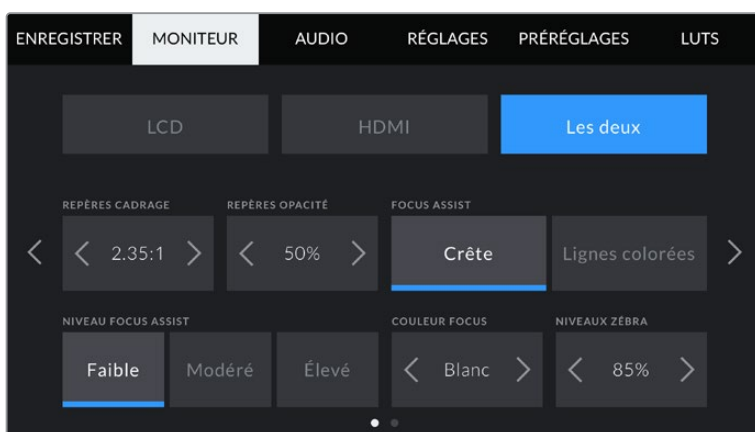 ENREGISTRER MONITEUR AUDIO RÉGLAGES PRÉRÉGLAGES LUTS
LCD HDMI Les deux
REPÈRES CADRAGE REPÈRES OPACITÉ FOCUS ASSIST
2.35:1 50% Crête Lignes colorées
NIVEAU FOCUS ASSIST COULEUR FOCUS NIVEAUX ZÉBRA
Faible Modéré Élevé Blanc 85%